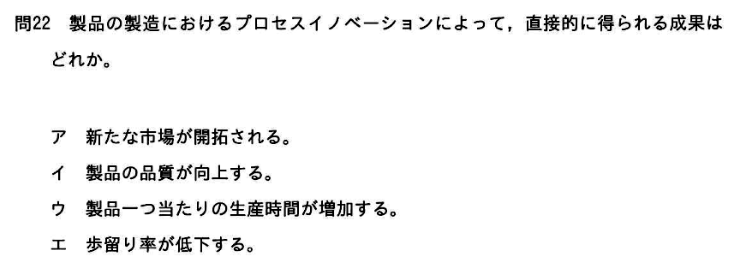 問22　製品の製造におけるプロセスイノベーションによって，直接的に得られる成果は
どれか。
ア　新たな市場が開拓される。
イ　製品の品質が向上する。
ウ　製品一つ当たりの生産時間が増加する。
エ　歩留り率が低下する。